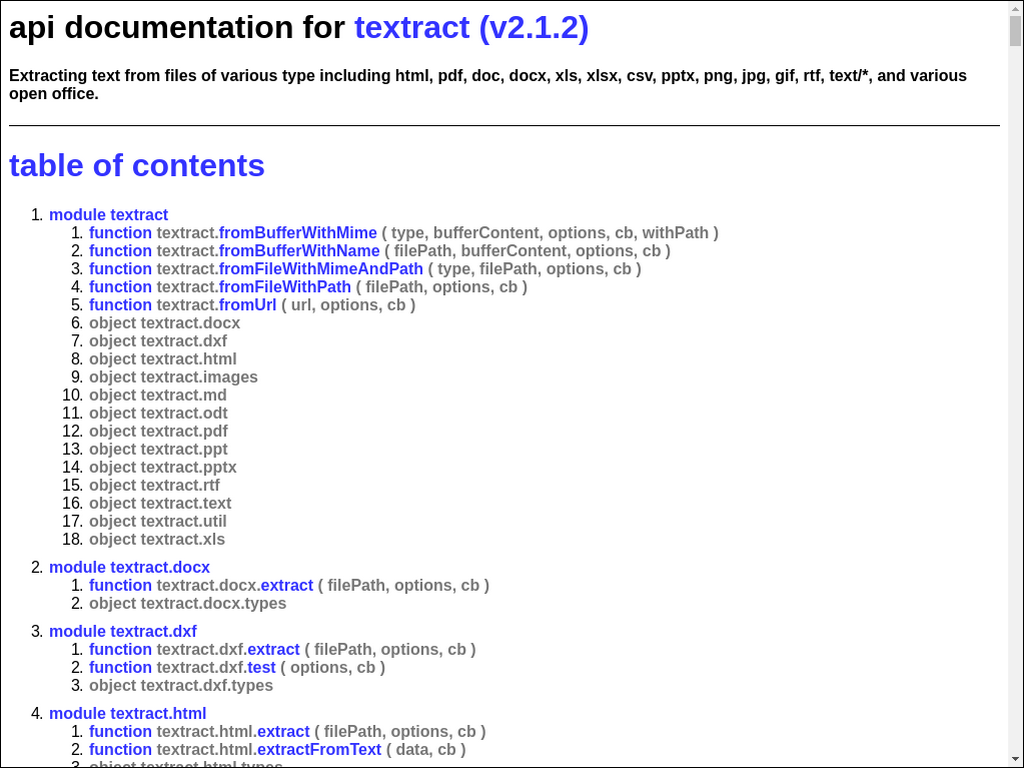 api documentation for textract (v2.1.2)
Extracting text from files of various type including html, pdf, doc, docx, xls, xlsx, csv, pptx, png, jpg, gif, rtf, text/*, and various
open office.
table of contents
1. module textract
1. function textract.fromBufferWithMime ( type, bufferContent, options, cb, withPath )
2. function textract.fromBufferWithName ( filePath, bufferContent, options, cb )
3. function textract.fromFileWithMimeAndPath ( type, filePath, options, cb )
4. function textract.fromFileWithPath ( filePath, options, cb )
5. function textract.fromUrl ( url, options, cb )
6. object textract.docx
7. object textract.dxf
8. object textract.html
9. object textract.images
10. object textract.md
11. object textract.odt
12. object textract.pdf
13. object textract.ppt
14. object textract.pptx
15. object textract.rtf
16. object textract.text
17. object textract.util
18. object textract.xls
2. module textract.docx
1. function textract.docx.extract ( filePath, options, cb )
2. object textract.docx.types
3. module textract.dxf
1. function textract.dxf.extract ( filePath, options, cb )
2. function textract.dxf.test ( options, cb )
3. object textract.dxf.types
4. module textract.html
1. function textract.html.extract ( filePath, options, cb )
2. function textract.html.extractFromText ( data, cb )
3. object textract.html.types